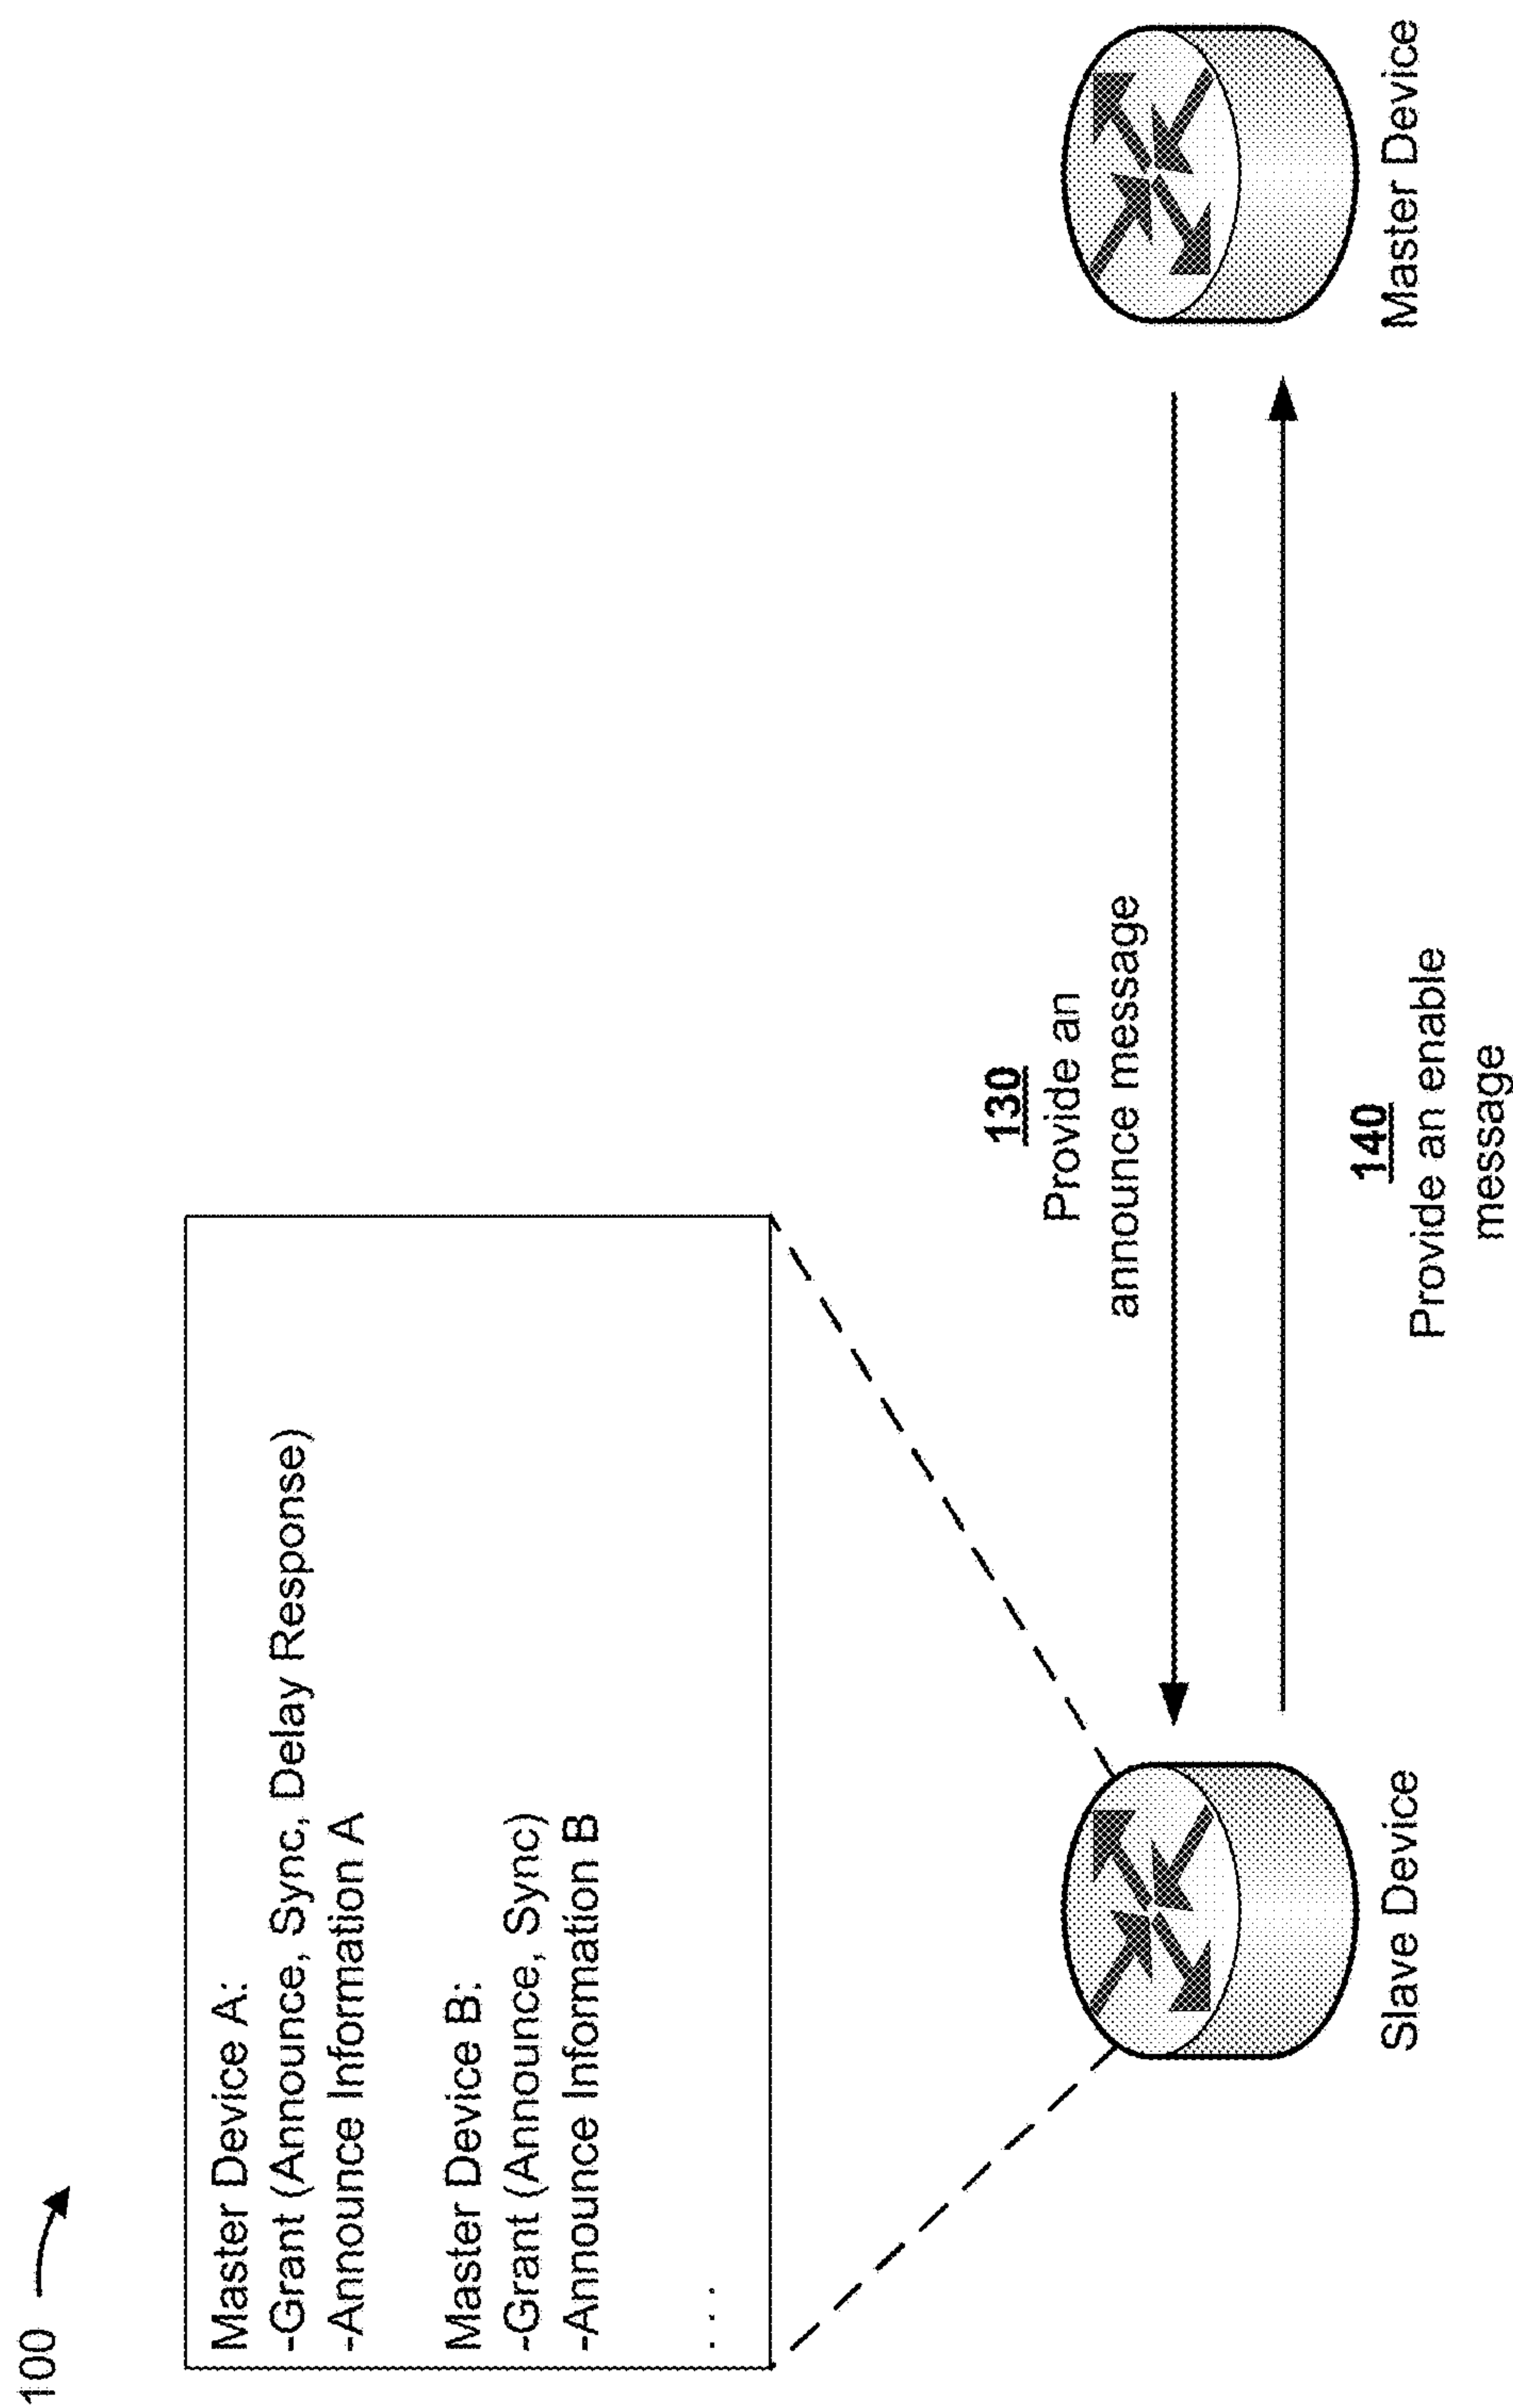 100
Master Device A:
-Grant (Announce, Sync, Delay Response)
-Announce Information A
Master Device B:
-Grant (Announce, Sync)
-Announce Information B
. . .
130
Provide an
announce message
140
Provide an enable
message
Slave Device
Master Device